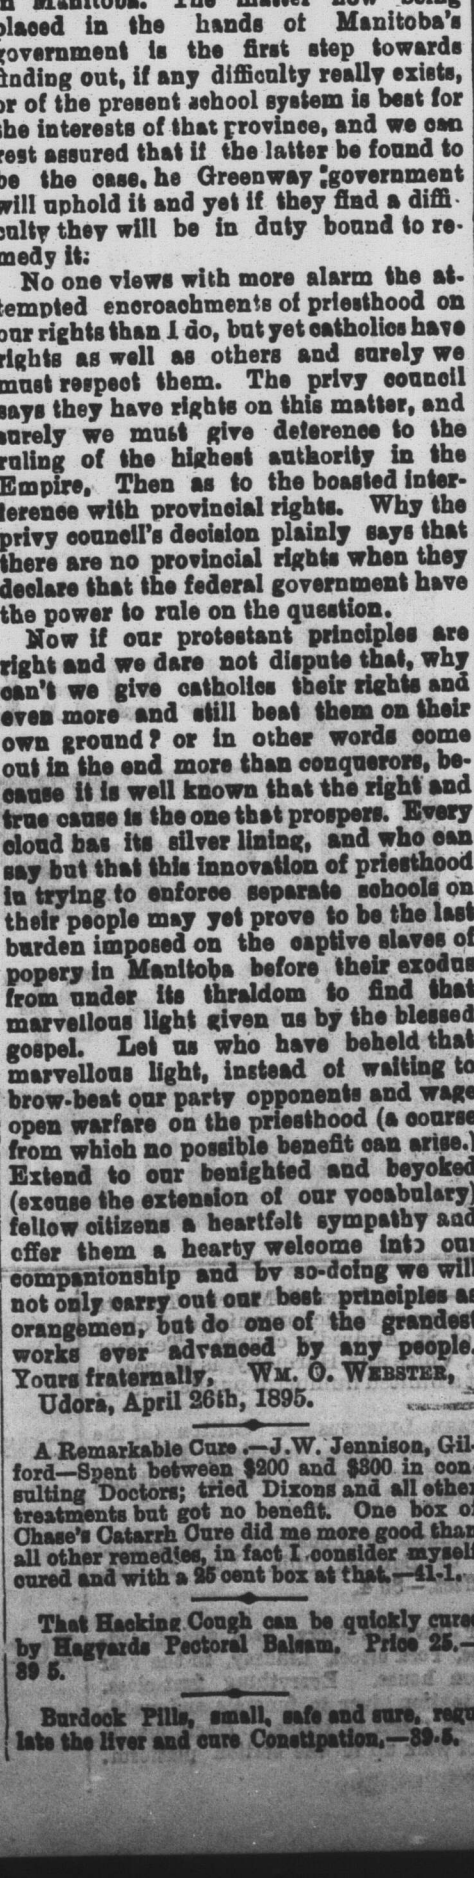 in Manitoba. The matter now being
placed in the hands of Manitoba's
government is the first step towards
finding out, if any difficulty really exists,
or of the present school system is best for
the interests of that province, and we can
rest assured that if the latter be found to
be the case, he Greenway government
will uphold it and yet if they find a diffi-
culty they will be in duty bound to re-
medy it:
No one views with more alarm the at-
tempted encroachments of priesthood on
our rights than I do, but yet catholics have
rights as well as others and surely we
must respect them. The privy council
says they have rights on this matter, and
surely we must give deference to the
ruling of the highest authority in the
Empire, Then as to the boasted inter-
ference with provincial rights. Why the
privy council's decision plainly says that
there are no provincial rights when they
declare that the federal government have
the power to rule on the question.
Now if our protestant principles are
right and we dare not dispute that, why
can't we give catholics their rights and
even more and still beat them on their
own ground? or in other words come
out in the end more than conquerors, be-
cause it is well known that the right and
true cause is the one that prospers. Every
cloud has its silver lining, and who can
say but that this innovation of priesthood
in trying to enforce separate schools on
their people may yet prove to be the last
burden imposed on the captive slaves of
popery in Manitoba before their exodus
from under its thraldom to find that
marvellous light given us by the blessed
gospel. Let us who have beheld that
marvellous light, instead of waiting to
brow-beat our party opponents and wage
open warfare on the priesthood (a course
from which no possible benefit can arise.)
Extend to our benighted and beyoked
(excuse the extension of our vocabulary)
fellow citizens a heartfelt sympathy and
offer them a hearty welcome into our
companionship and by so-doing we will
not only carry out our best principles as
orangemen, but do one of the grandest
works ever advanced by any people.
Yours fraternally, WM. O. WEBSTER,
Udora, April 26th, 1895.
A Remarkable Cure.—J.W. Jennison, Gil-
ford—Spent between $200 and $300 in con-
sulting Doctors; tried Dixons and all other
treatments but got no benefit. One box of
Chase's Catarrh Cure did me more good than
all other remedies, in fact I consider myself
cured and with a 25 cent box at that.—41-1.
That Hacking Cough can be quickly cured
by Hagyards Pectoral Balsam. Price 25.—
39 5.
Burdock Pills, small, safe and sure, regu
late the liver and cure Constipation,—39-5.